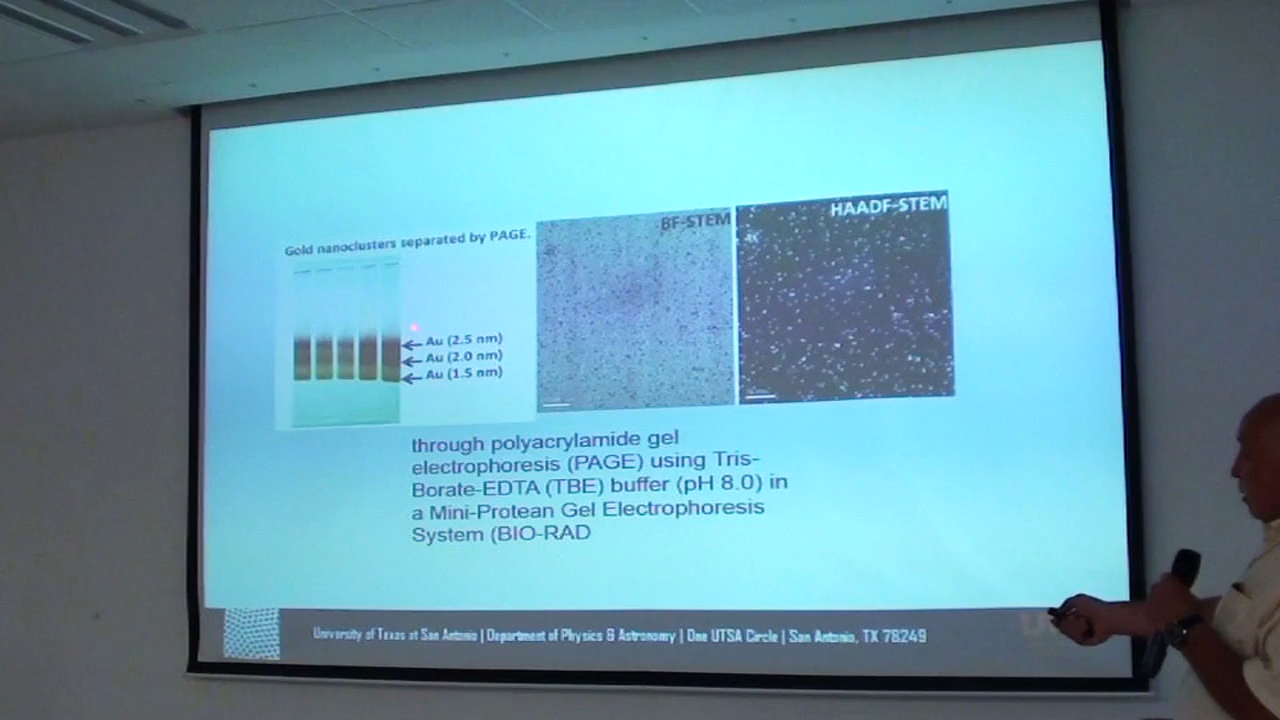 Gold nanoclusters separated by PAGE.
BF-STEM
HAADF-STEM
Au (2.5 nm)
Au (2.0 nm)
Au (1.5 nm)
through polyacrylamide gel
electrophoresis (PAGE) using Tris-
Borate-EDTA (TBE) buffer (pH 8.0) in
a Mini-Protean Gel Electrophoresis
System (BIO-RAD
University of Texas at San Antonio | Department of Physics & Astronomy | One UTSA Circle | San Antonio, TX 78249